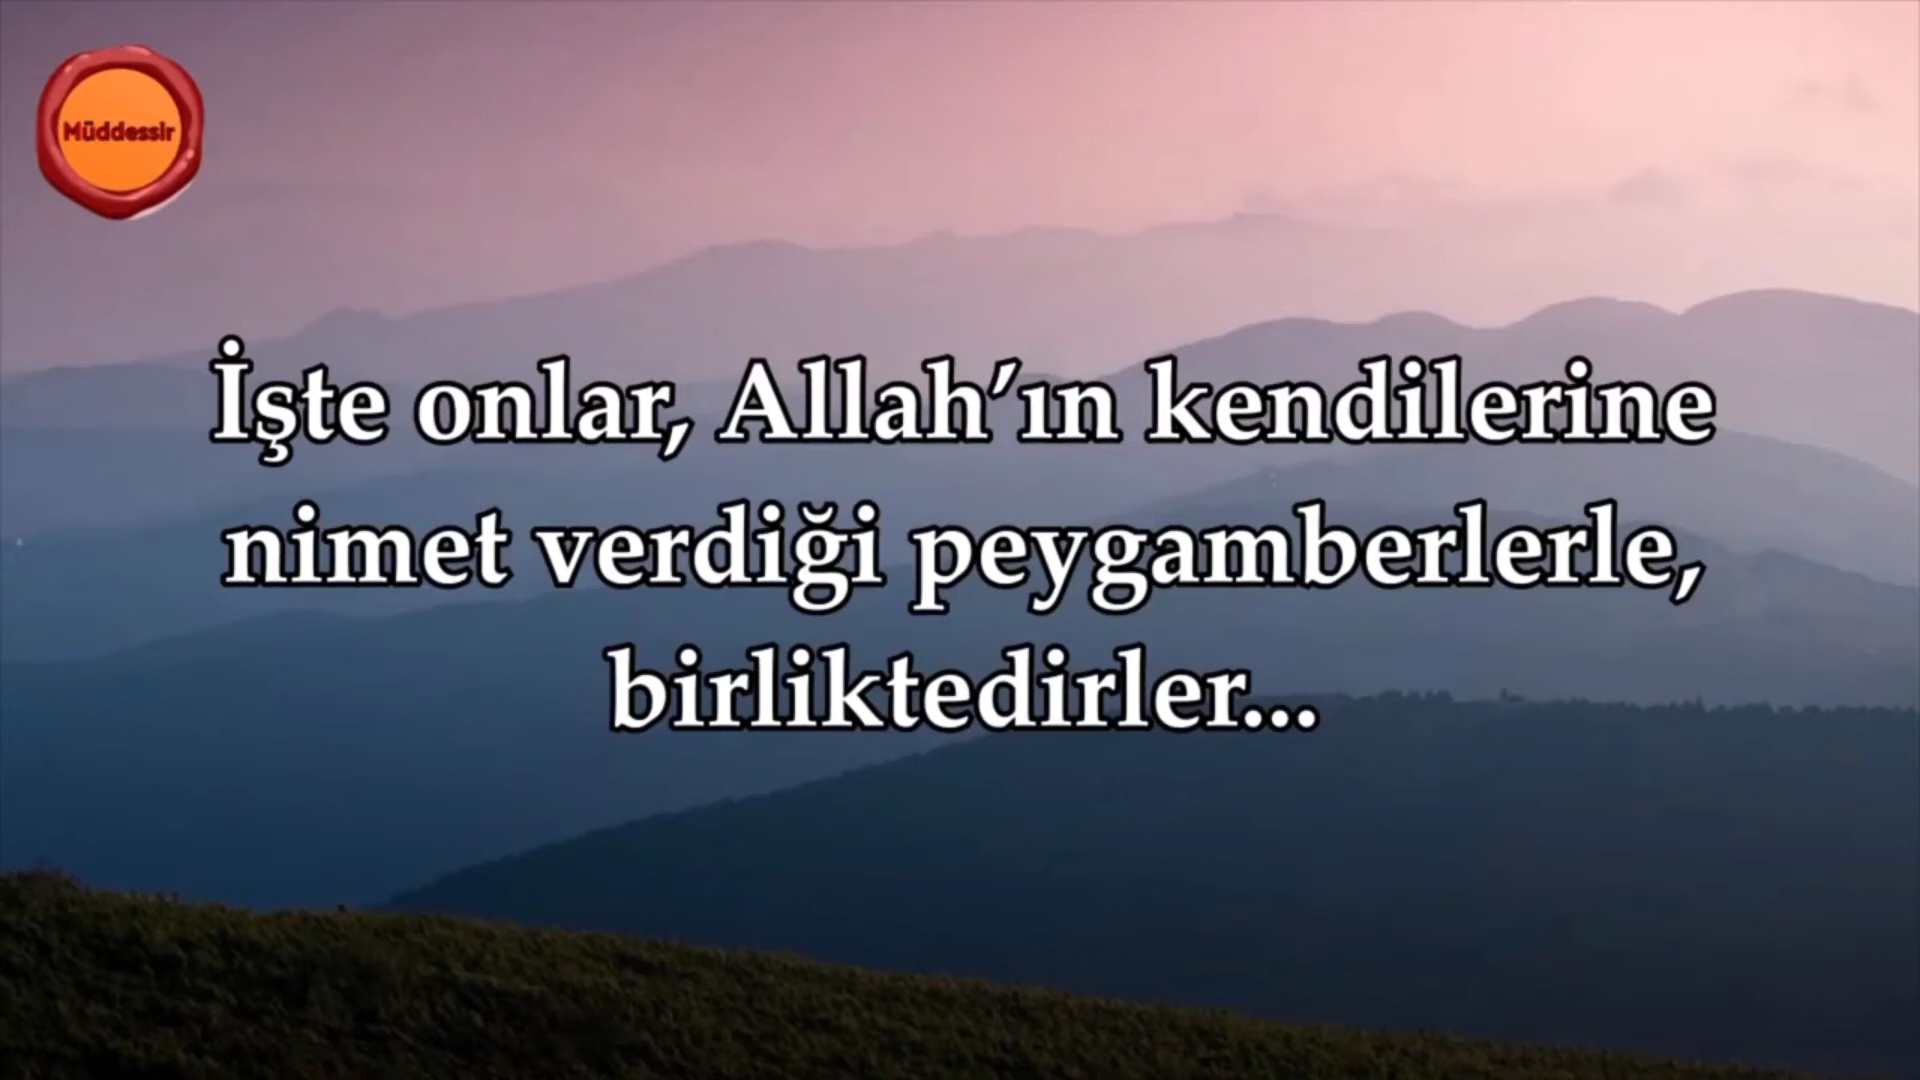 Müddessir
İşte onlar, Allah’ın kendilerine
nimet verdiği peygamberlerle,
birliktedirler...